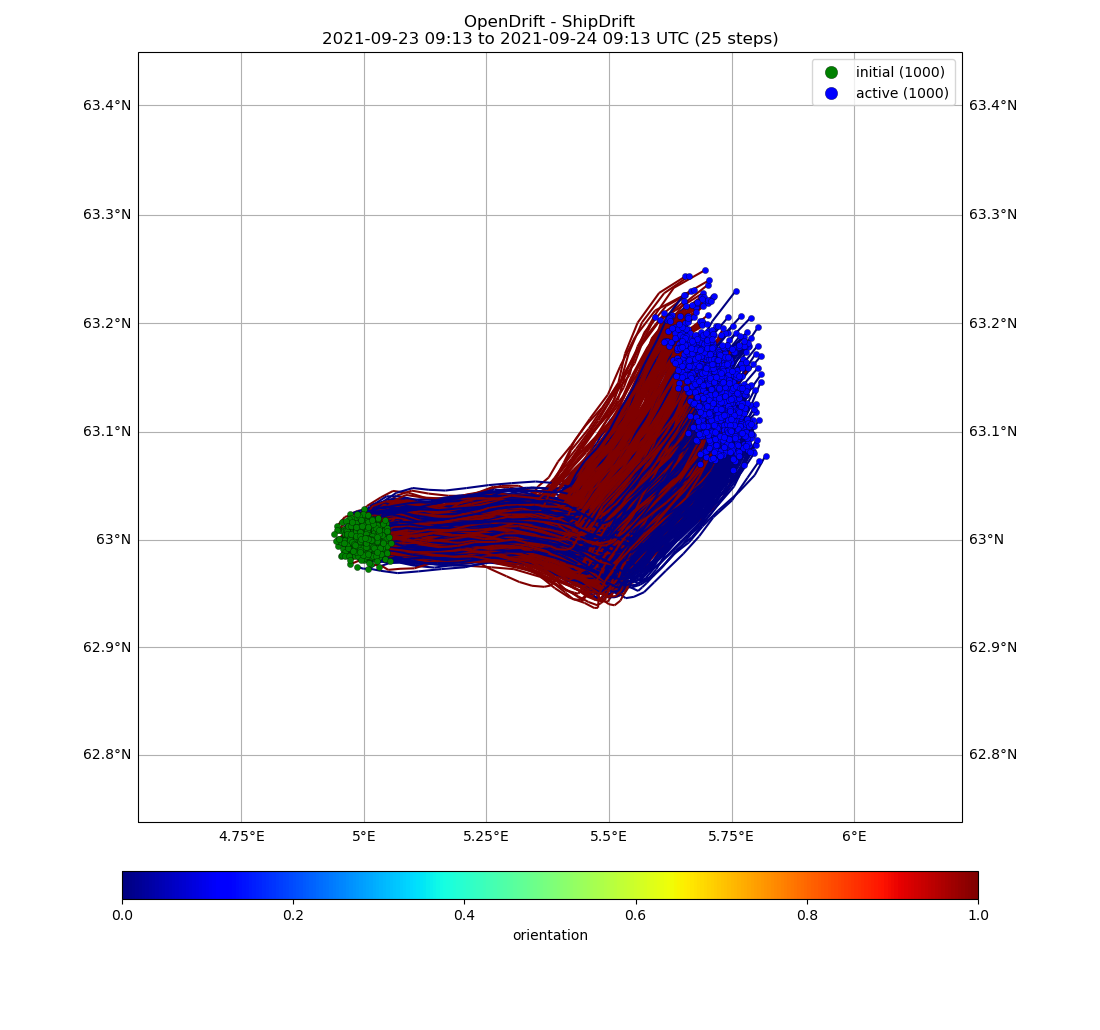 OpenDrift - ShipDrift
2021-09-23 09:13 to 2021-09-24 09:13 UTC (25 steps)
initial (1000)
active (1000)
63.4°N 63.4°N
63.3°N 63.3°N
63.2°N 63.2°N
63.1°N 63.1°N
63°N 63°N
62.9°N 62.9°N
62.8°N 62.8°N
4.75°E 5°E 5.25°E 5.5°E 5.75°E 6°E
0.0 0.2 0.4 0.6 0.8 1.0
orientation